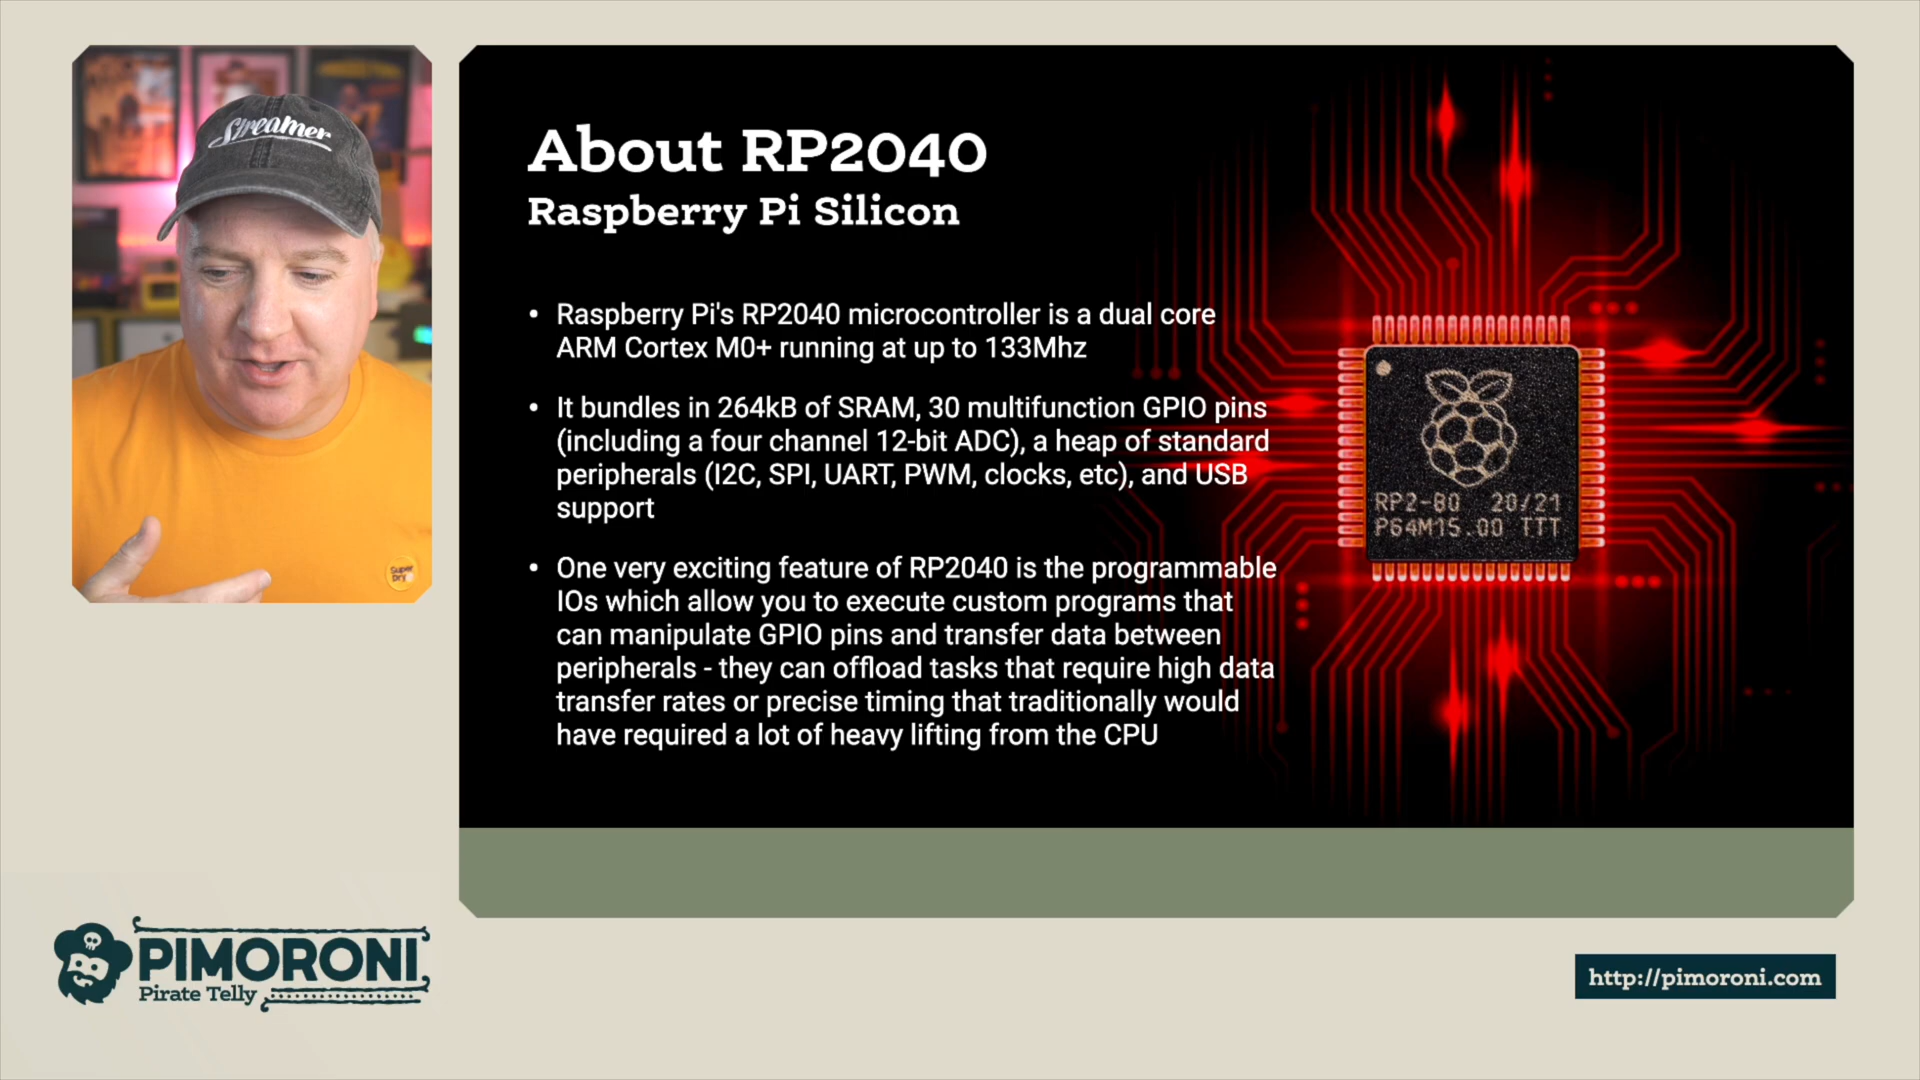 Streamer
Super
Dry
About RP2040
Raspberry Pi Silicon
• Raspberry Pi's RP2040 microcontroller is a dual core
ARM Cortex M0+ running at up to 133Mhz
• It bundles in 264kB of SRAM, 30 multifunction GPIO pins
(including a four channel 12-bit ADC), a heap of standard
peripherals (I2C, SPI, UART, PWM, clocks, etc), and USB
support
• One very exciting feature of RP2040 is the programmable
IOs which allow you to execute custom programs that
can manipulate GPIO pins and transfer data between
peripherals - they can offload tasks that require high data
transfer rates or precise timing that traditionally would
have required a lot of heavy lifting from the CPU
RP2-B0 20/21
P64M15.00 TTT
PIMORONI
Pirate Telly
http://pimoroni.com